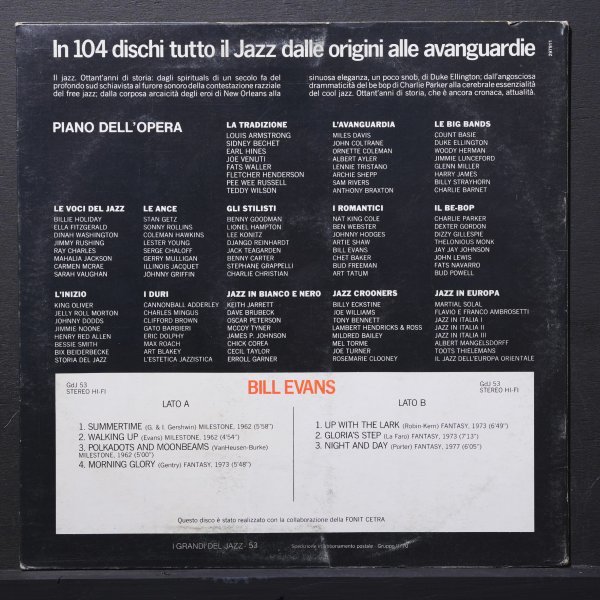 In 104 dischi tutto il Jazz dalle origini alle avanguardie
Il jazz. Ottant'anni di storia: dagli spirituals di un secolo fa del
profondo sud schiavista al furore sonoro della contestazione razziale
del free jazz; dalla corposa arcaicità degli eroi di New Orleans alla
sinuosa eleganza, un poco snob, di Duke Ellington; dall'angosciosa
drammaticità del be bop di Charlie Parker alla cerebrale essenzialità
del cool jazz. Ottant'anni di storia, che è ancora cronaca, attualità.
PIANO DELL'OPERA
LA TRADIZIONE
LOUIS ARMSTRONG
SIDNEY BECHET
EARL HINES
JOE VENUTI
FATS WALLER
FLETCHER HENDERSON
PEE WEE RUSSELL
TEDDY WILSON
L'AVANGUARDIA
MILES DAVIS
JOHN COLTRANE
ORNETTE COLEMAN
ALBERT AYLER
LENNIE TRISTANO
ARCHIE SHEPP
SAM RIVERS
ANTHONY BRAXTON
LE BIG BANDS
COUNT BASIE
DUKE ELLINGTON
WOODY HERMAN
JIMMIE LUNCEFORD
GLENN MILLER
HARRY JAMES
BILLY STRAYHORN
CHARLIE BARNET
LE VOCI DEL JAZZ
BILLIE HOLIDAY
ELLA FITZGERALD
DINAH WASHINGTON
JIMMY RUSHING
RAY CHARLES
MAHALIA JACKSON
CARMEN MCRAE
SARAH VAUGHAN
LE ANCE
STAN GETZ
SONNY ROLLINS
COLEMAN HAWKINS
LESTER YOUNG
SERGE CHALOFF
GERRY MULLIGAN
ILLINOIS JACQUET
JOHNNY GRIFFIN
GLI STILISTI
BENNY GOODMAN
LIONEL HAMPTON
LEE KONITZ
DJANGO REINHARDT
JACK TEAGARDEN
BENNY CARTER
STEPHANE GRAPPELLI
CHARLIE CHRISTIAN
I ROMANTICI
NAT KING COLE
BEN WEBSTER
JOHNNY HODGES
ARTIE SHAW
BILL EVANS
CHET BAKER
BUD FREEMAN
ART TATUM
IL BE-BOP
CHARLIE PARKER
DEXTER GORDON
DIZZY GILLESPIE
THELONIOUS MONK
JAY JAY JOHNSON
JOHN LEWIS
FATS NAVARRO
BUD POWELL
L'INIZIO
KING OLIVER
JELLY ROLL MORTON
JOHNNY DODDS
JIMMIE NOONE
HENRY RED ALLEN
BESSIE SMITH
BIX BEIDERBECKE
STORIA DEL JAZZ
I DURI
CANNONBALL ADDERLEY
CHARLES MINGUS
CLIFFORD BROWN
GATO BARBIERI
ERIC DOLPHY
MAX ROACH
ART BLAKEY
L'ESTETICA JAZZISTICA
JAZZ IN BIANCO E NERO
KEITH JARRETT
DAVE BRUBECK
OSCAR PETERSON
MCCOY TYNER
JAMES P. JOHNSON
CHICK COREA
CECIL TAYLOR
ERROLL GARNER
JAZZ CROONERS
BILLY ECKSTINE
JOE WILLIAMS
TONY BENNETT
LAMBERT HENDRICKS & ROSS
MILDRED BAILEY
MEL TORME
JOE TURNER
ROSEMARIE CLOONEY
JAZZ IN EUROPA
MARTIAL SOLAL
FLAVIO E FRANCO AMBROSETTI
JAZZ IN ITALIA I
JAZZ IN ITALIA II
JAZZ IN ITALIA III
ALBERT MANGELSDORFF
TOOTS THIELEMANS
IL JAZZ DELL'EUROPA ORIENTALE
GdJ 53
STEREO HI-FI
BILL EVANS
GdJ 53
STEREO HI-FI
LATO A
1. SUMMERTIME (G. & I. Gershwin) MILESTONE, 1962 (5'58")
2. WALKING UP (Evans) MILESTONE, 1962 (4'54")
3. POLKADOTS AND MOONBEAMS (VanHeusen-Burke)
MILESTONE, 1962 (5'00")
4. MORNING GLORY (Gentry) FANTASY, 1973 (5'48")
LATO B
1. UP WITH THE LARK (Robin-Kern) FANTASY, 1973 (6'49")
2. GLORIA'S STEP (La Faro) FANTASY, 1973 (7'13")
3. NIGHT AND DAY (Porter) FANTASY, 1977 (6'05")
Questo disco è stato realizzato con la collaborazione della FONIT CETRA
I GRANDI DEL JAZZ - 53
Spedizione in abbonamento postale - Gruppo